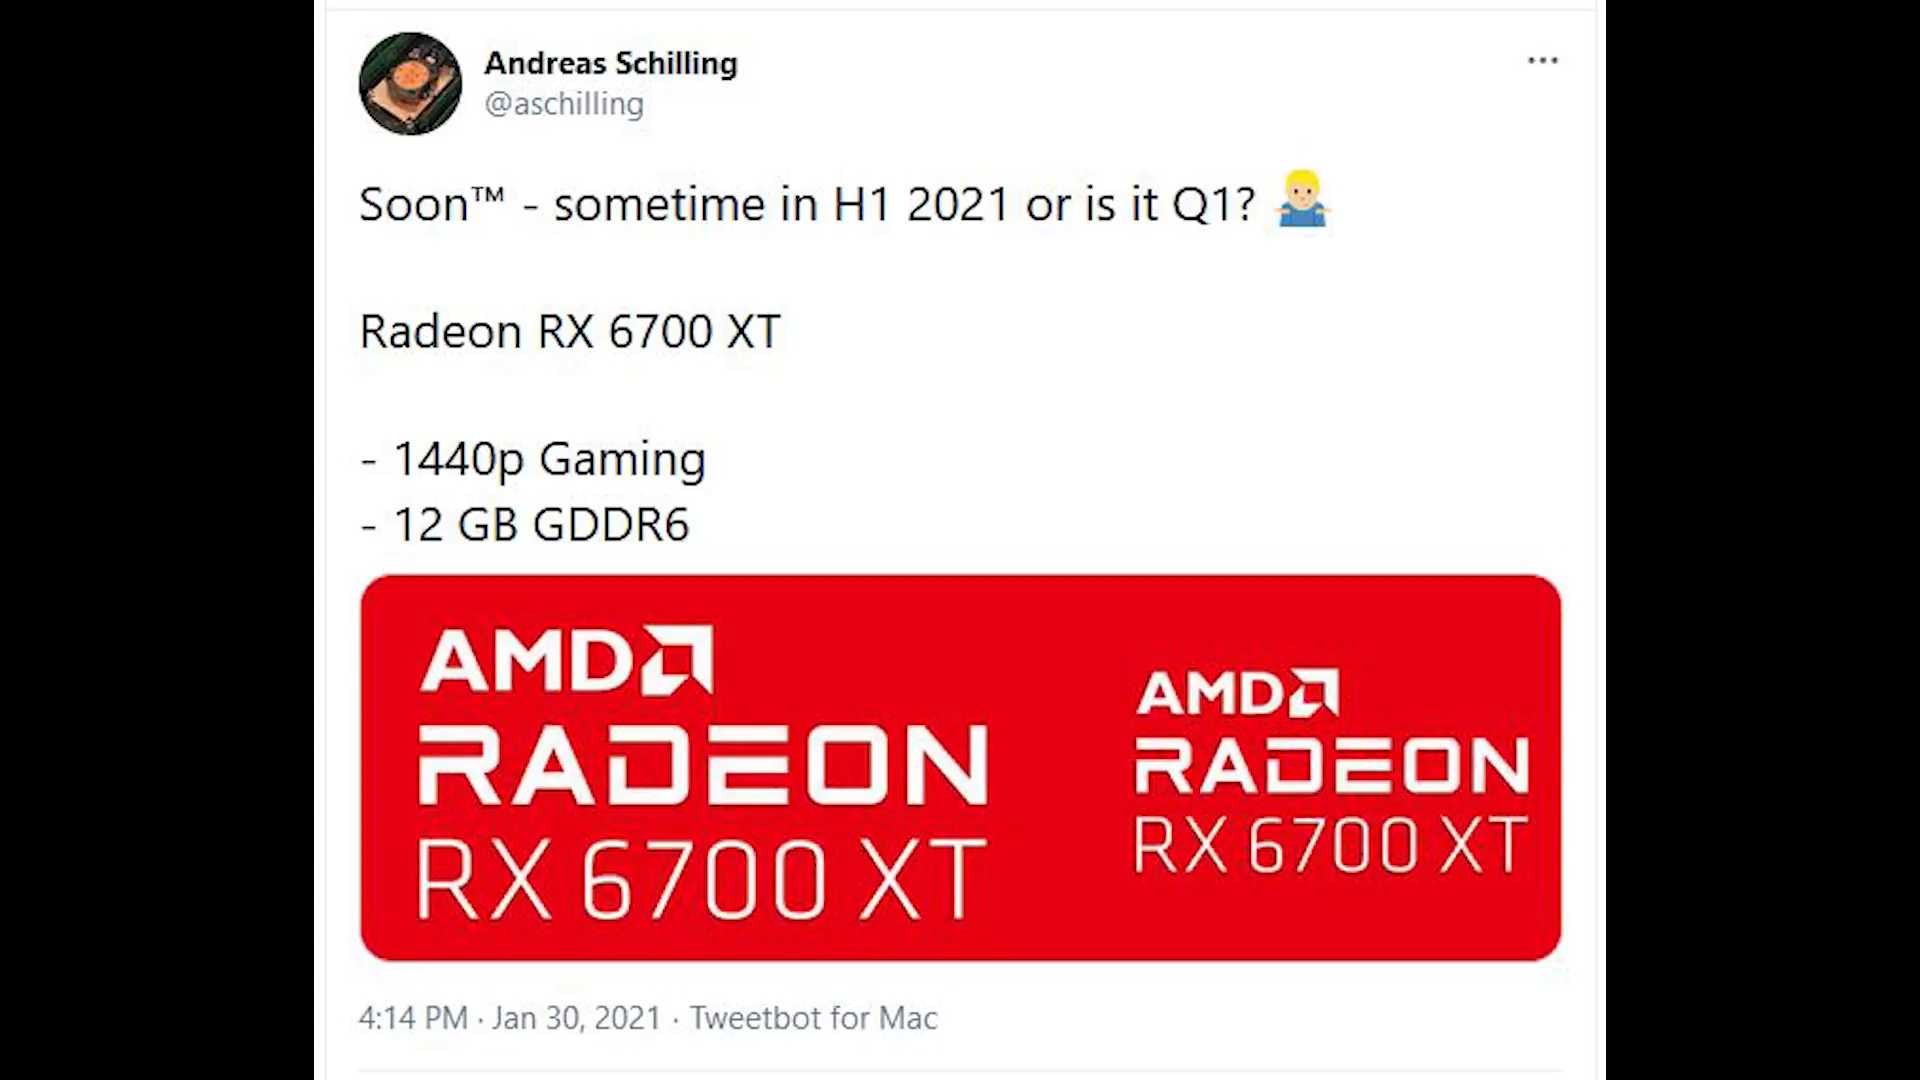 Andreas Schilling
@aschilling
Soon™ - sometime in H1 2021 or is it Q1? 🤷🏼‍♂️
Radeon RX 6700 XT
- 1440p Gaming
- 12 GB GDDR6
AMD
RADEON
RX 6700 XT
AMD
RADEON
RX 6700 XT
4:14 PM · Jan 30, 2021 · Tweetbot for Mac